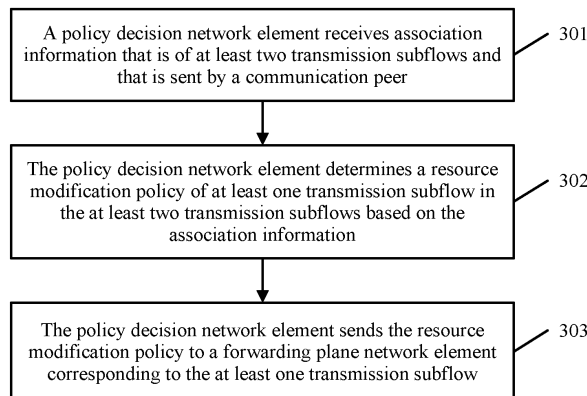 A policy decision network element receives association
information that is of at least two transmission subflows and
that is sent by a communication peer
301
The policy decision network element determines a resource
modification policy of at least one transmission subflow in
the at least two transmission subflows based on the
association information
302
The policy decision network element sends the resource
modification policy to a forwarding plane network element
corresponding to the at least one transmission subflow
303